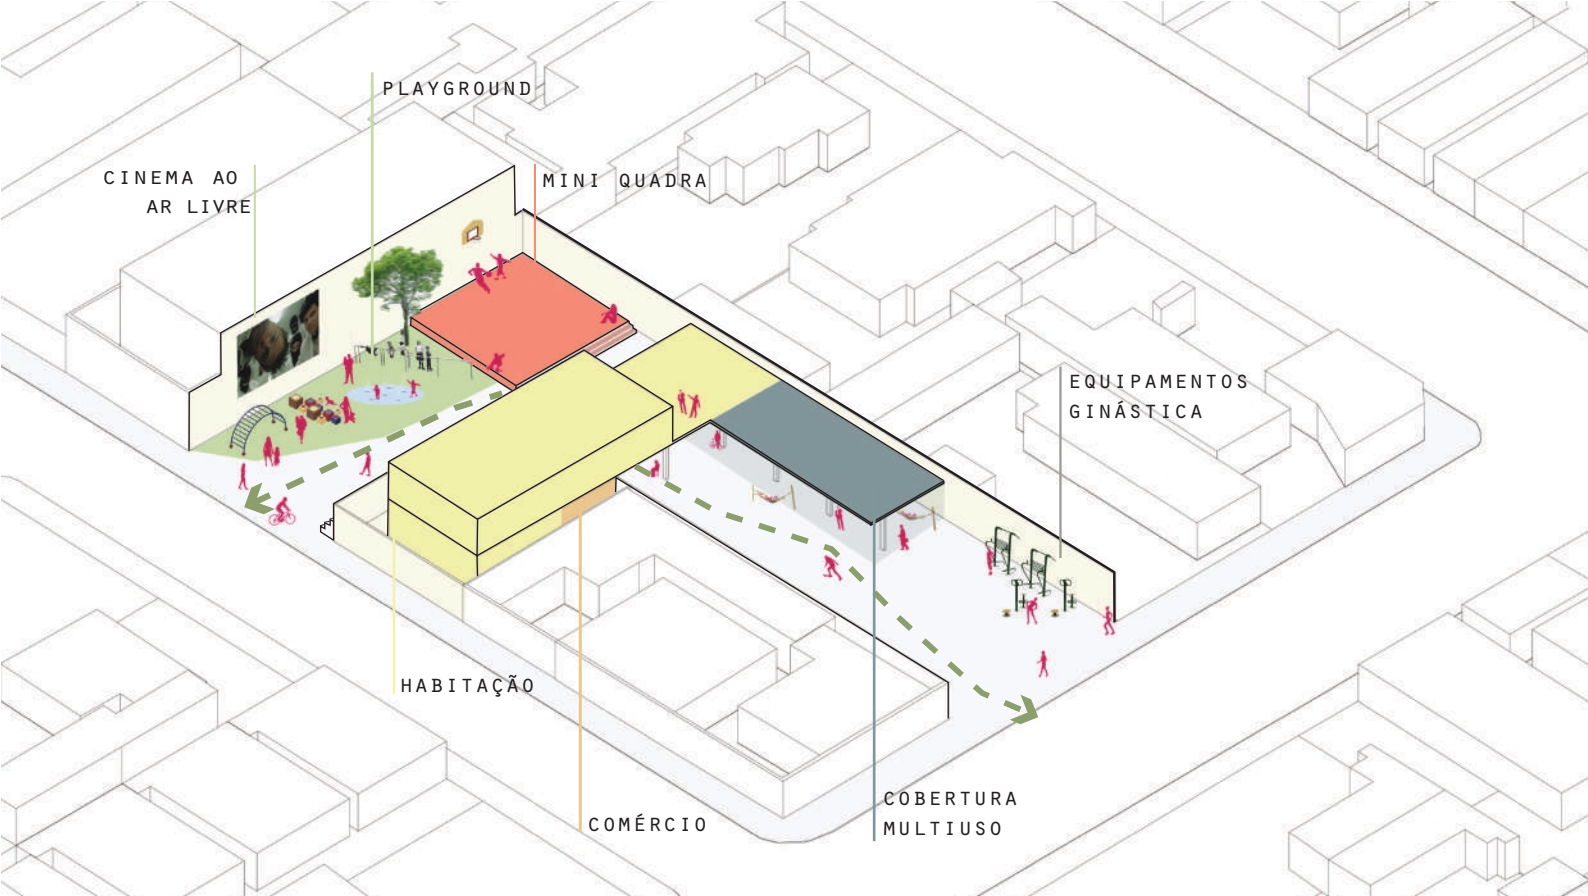 PLAYGROUND
CINEMA AO
AR LIVRE
MINI QUADRA
EQUIPAMENTOS
GINÁSTICA
HABITAÇÃO
COMÉRCIO
COBERTURA
MULTIUSO